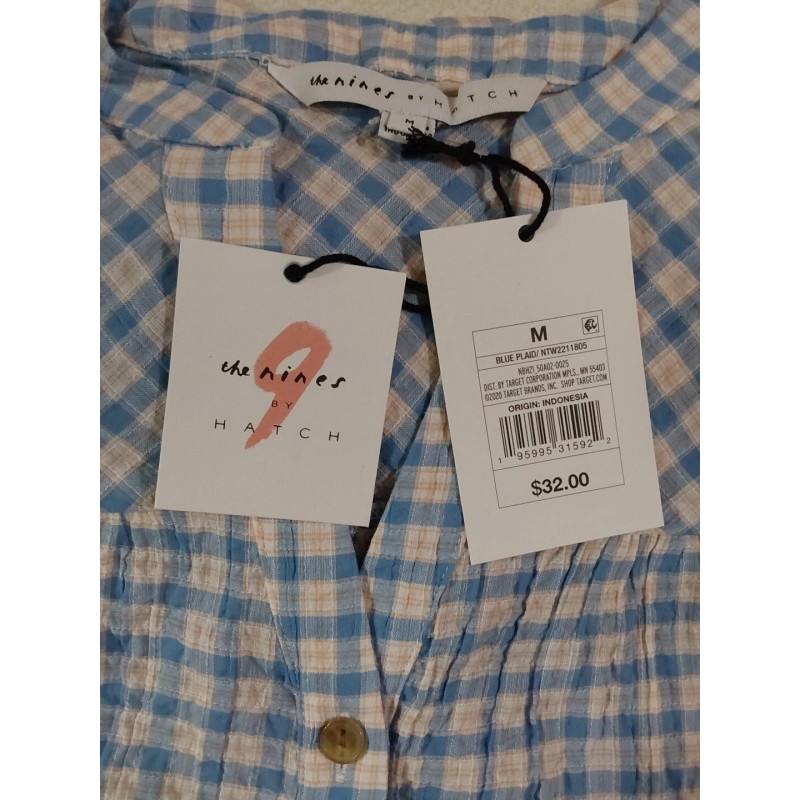 the nines BY HATCH
M
the nines
9
BY
HATCH
M
BLUE PLAID/ NTW2211805
NBHZ1_50A02-0025
DIST. BY TARGET CORPORATION MPLS., MN 55403
©2020 TARGET BRANDS, INC. SHOP TARGET.COM
ORIGIN: INDONESIA
1 95995 31592 2
$32.00